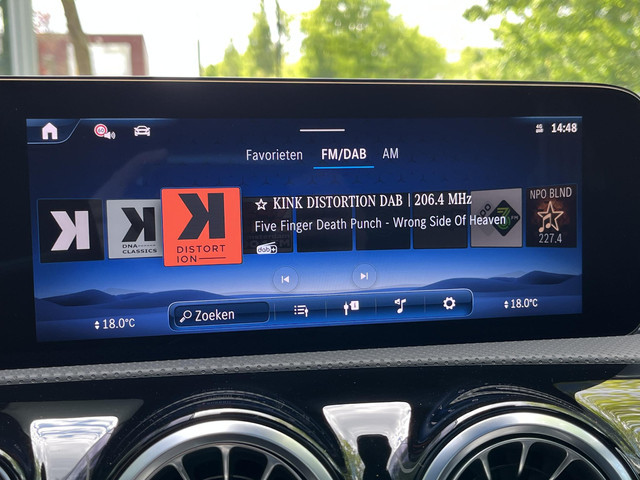 14:48
Favorieten FM/DAB AM
KINK DISTORTION DAB | 206.4 MHz
Five Finger Death Punch - Wrong Side Of Heaven
DNA
CLASSICS
DISTORT
ION
dab+
NPO BLND
227.4
Zoeken
18.0°C
18.0°C